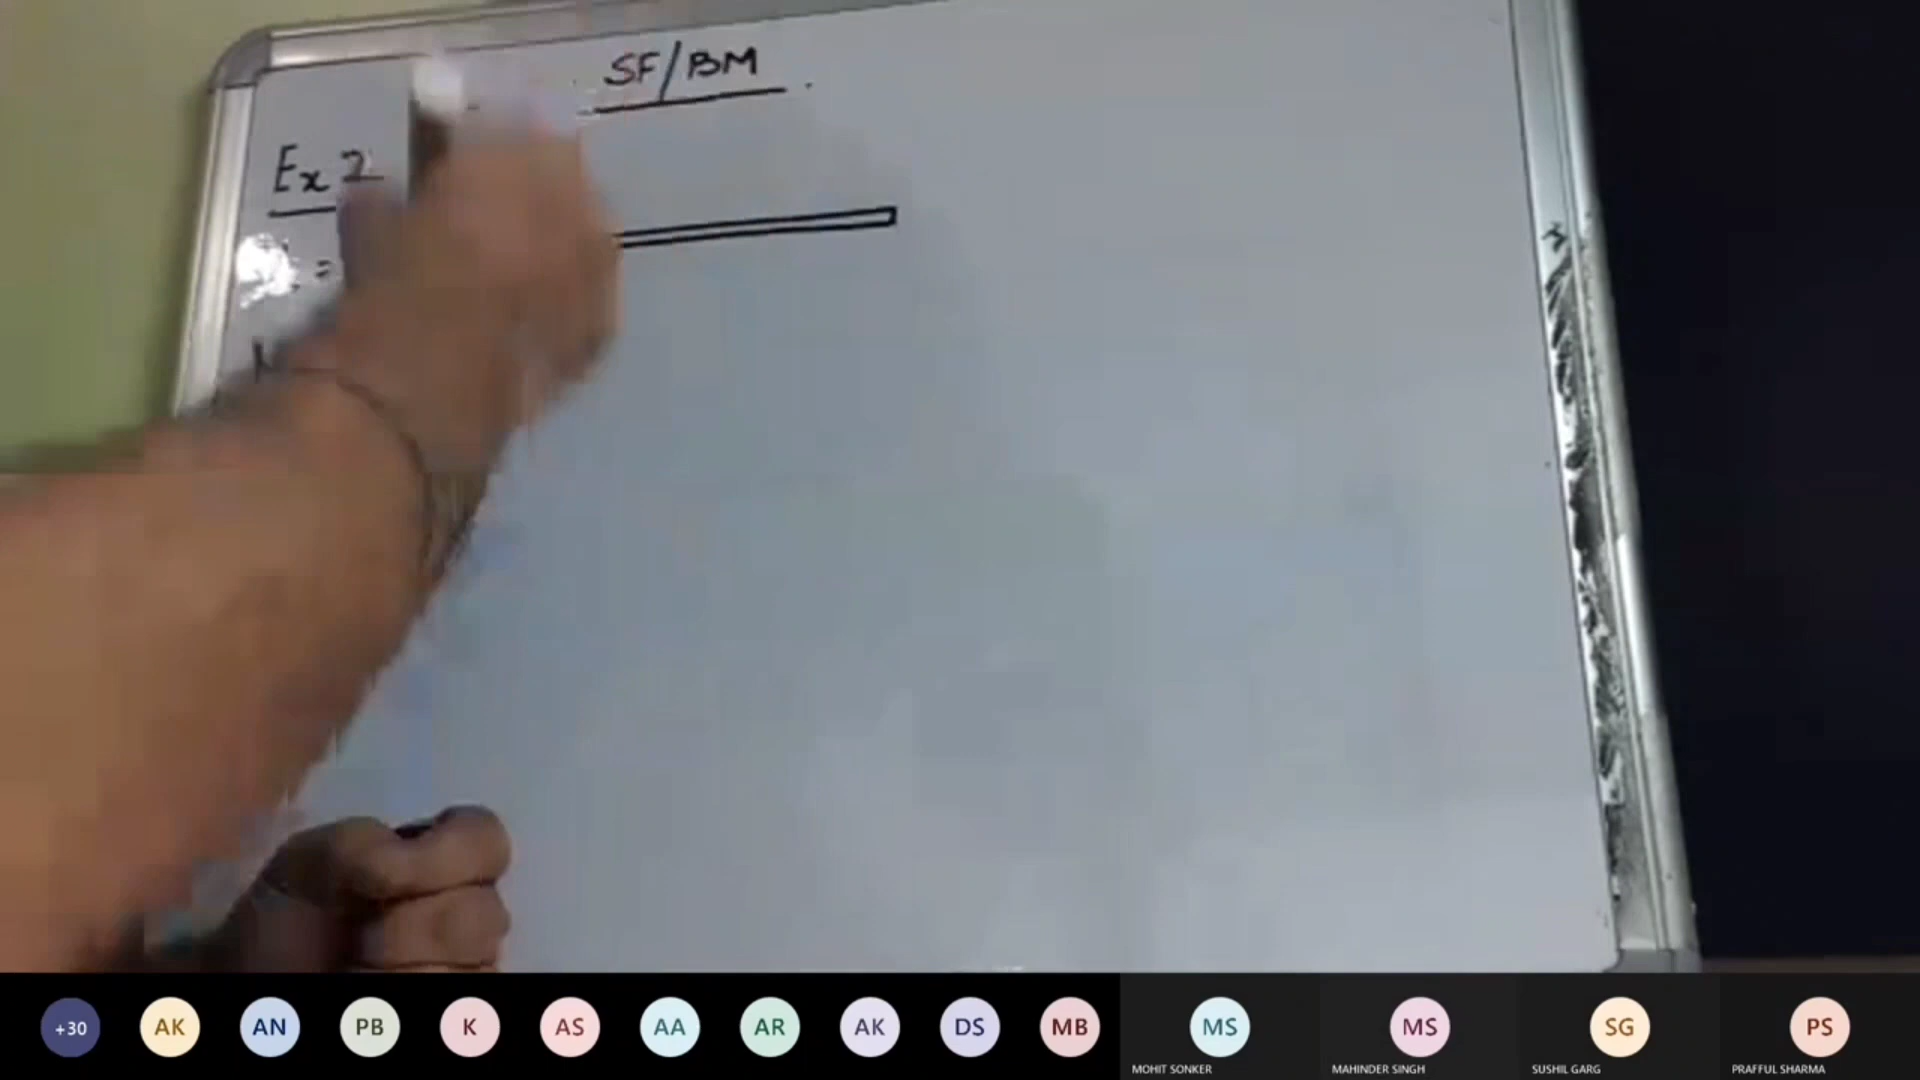 SF/BM
Ex 2
=
+30 AK AN PB K AS AA AR AK DS MB MS MS SG PS
MOHIT SONKER MAHINDER SINGH SUSHIL GARG PRAFFUL SHARMA